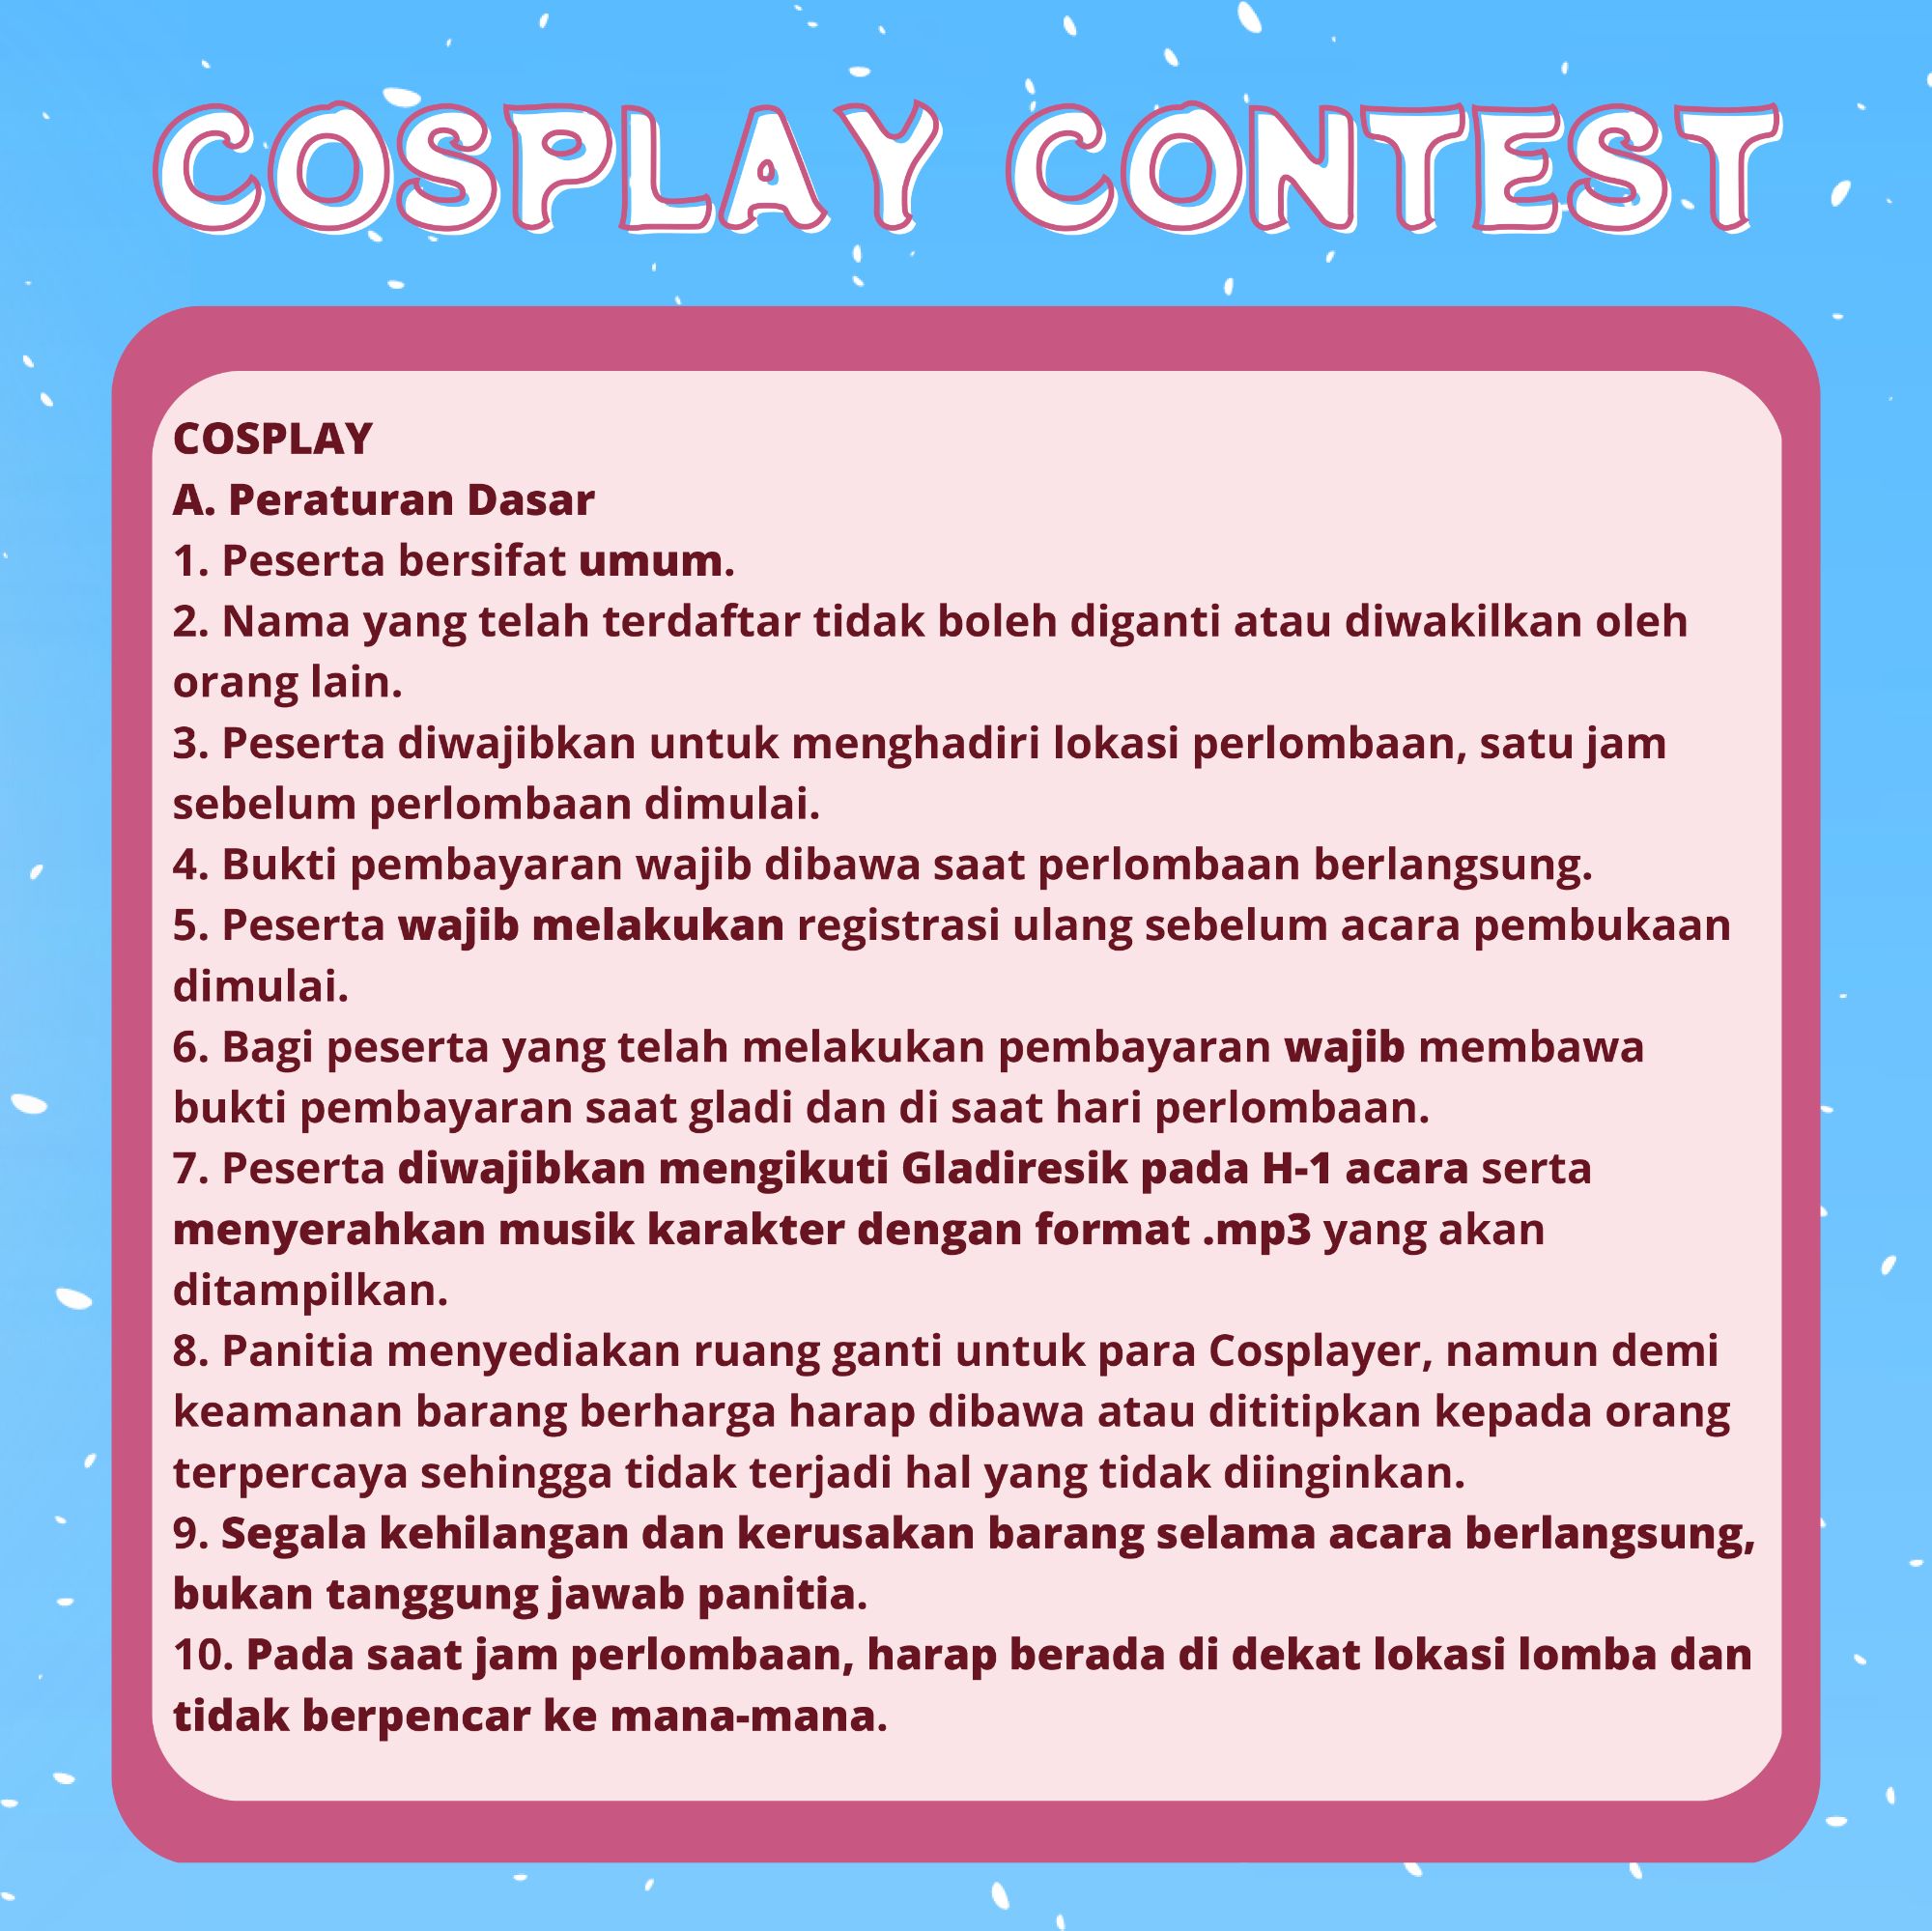 COSPLAY CONTEST
COSPLAY
A. Peraturan Dasar
1. Peserta bersifat umum.
2. Nama yang telah terdaftar tidak boleh diganti atau diwakilkan oleh
orang lain.
3. Peserta diwajibkan untuk menghadiri lokasi perlombaan, satu jam
sebelum perlombaan dimulai.
4. Bukti pembayaran wajib dibawa saat perlombaan berlangsung.
5. Peserta wajib melakukan registrasi ulang sebelum acara pembukaan
dimulai.
6. Bagi peserta yang telah melakukan pembayaran wajib membawa
bukti pembayaran saat gladi dan di saat hari perlombaan.
7. Peserta diwajibkan mengikuti Gladiresik pada H-1 acara serta
menyerahkan musik karakter dengan format .mp3 yang akan
ditampilkan.
8. Panitia menyediakan ruang ganti untuk para Cosplayer, namun demi
keamanan barang berharga harap dibawa atau dititipkan kepada orang
terpercaya sehingga tidak terjadi hal yang tidak diinginkan.
9. Segala kehilangan dan kerusakan barang selama acara berlangsung,
bukan tanggung jawab panitia.
10. Pada saat jam perlombaan, harap berada di dekat lokasi lomba dan
tidak berpencar ke mana-mana.